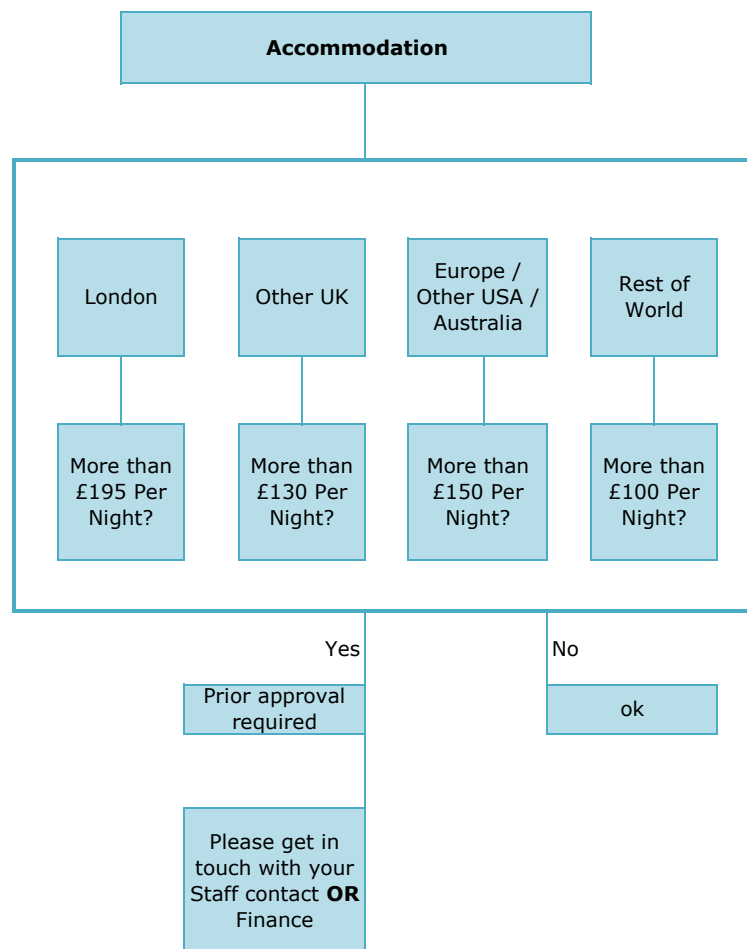 Accommodation
London
Other UK
Europe /
Other USA /
Australia
Rest of
World
More than
£195 Per
Night?
More than
£130 Per
Night?
More than
£150 Per
Night?
More than
£100 Per
Night?
Yes
No
Prior approval
required
ok
Please get in
touch with your
Staff contact OR
Finance